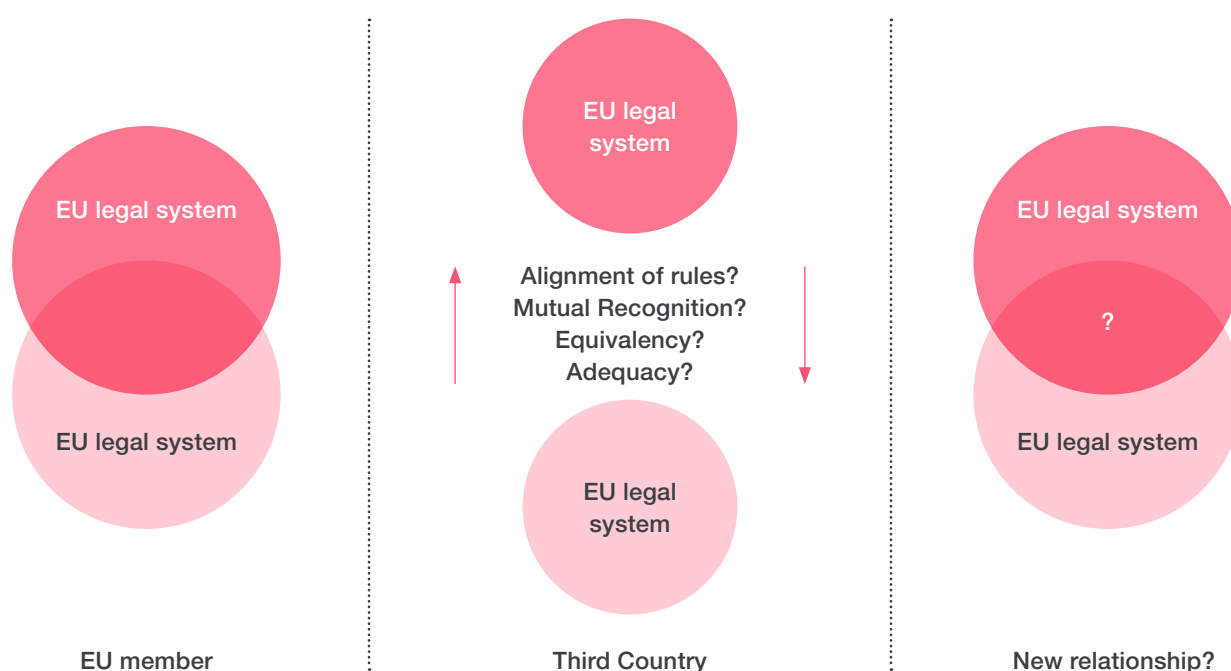 EU legal system
EU legal system
EU member
EU legal
system
Alignment of rules?
Mutual Recognition?
Equivalency?
Adequacy?
EU legal
system
Third Country
EU legal system
?
EU legal system
New relationship?